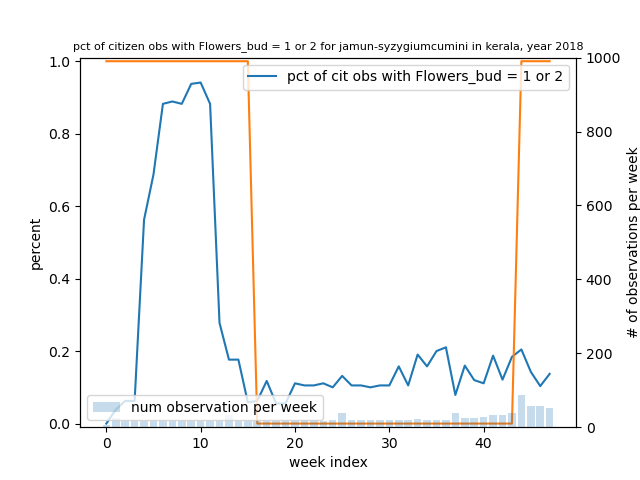 pct of citizen obs with Flowers_bud = 1 or 2 for jamun-syzygiumcumini in kerala, year 2018
pct of cit obs with Flowers_bud = 1 or 2
1.0
0.8
0.6
0.4
0.2
0.0
percent
1000
800
600
400
200
0
# of observations per week
num observation per week
0 10 20 30 40
week index